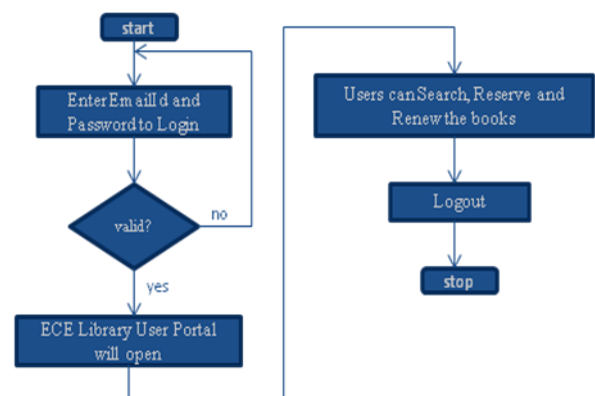 start
Enter Email Id and
Password to Login
valid?
no
yes
ECE Library User Portal
will open
Users can Search, Reserve and
Renew the books
Logout
stop